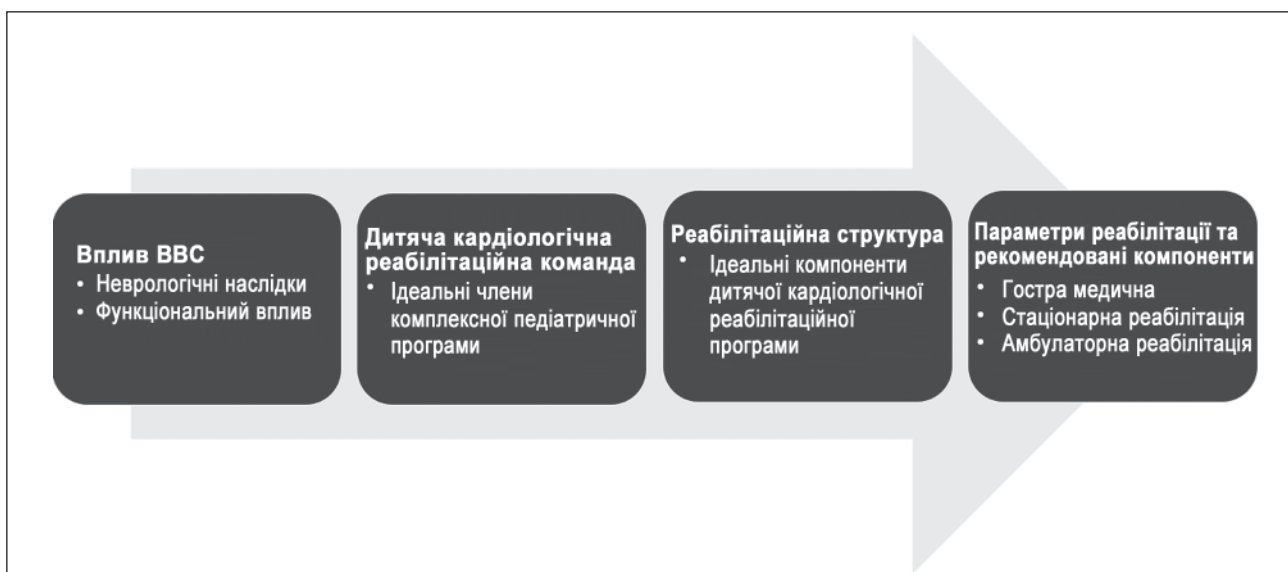 Вплив ВВС
• Неврологічні наслідки
• Функціональний вплив
Дитяча кардіологічна
реабілітаційна команда
• Ідеальні члени
комплексної педіатричної
програми
Реабілітаційна структура
• Ідеальні компоненти
дитячої кардіологічної
реабілітаційної
програми
Параметри реабілітації та
рекомендовані компоненти
• Гостра медична
• Стаціонарна реабілітація
• Амбулаторна реабілітація